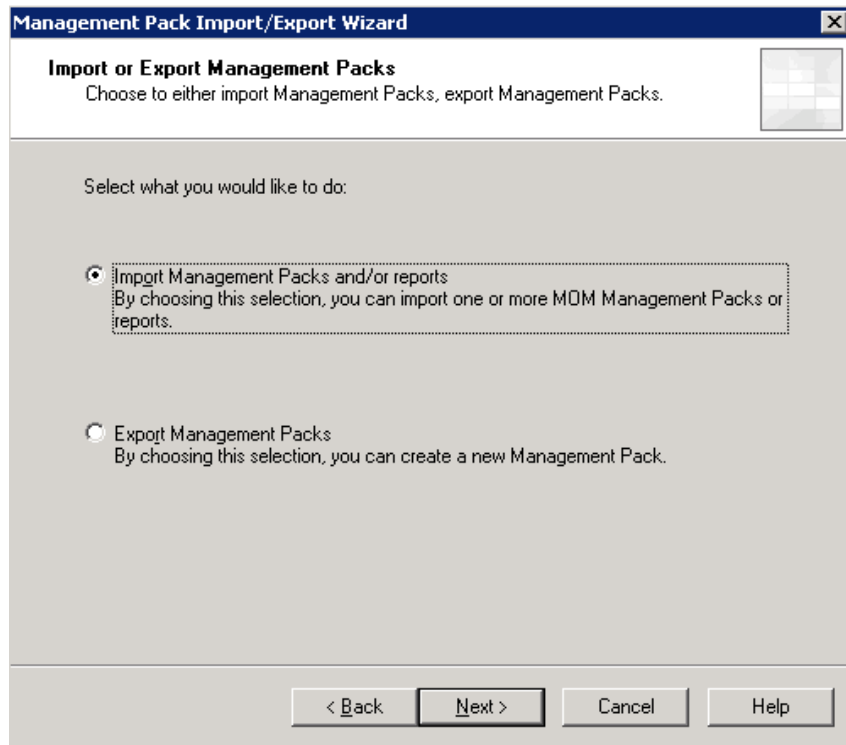 Management Pack Import/Export Wizard
Import or Export Management Packs
Choose to either import Management Packs, export Management Packs.
Select what you would like to do:
Import Management Packs and/or reports
By choosing this selection, you can import one or more MOM Management Packs or
reports.
Export Management Packs
By choosing this selection, you can create a new Management Pack.
< Back Next > Cancel Help